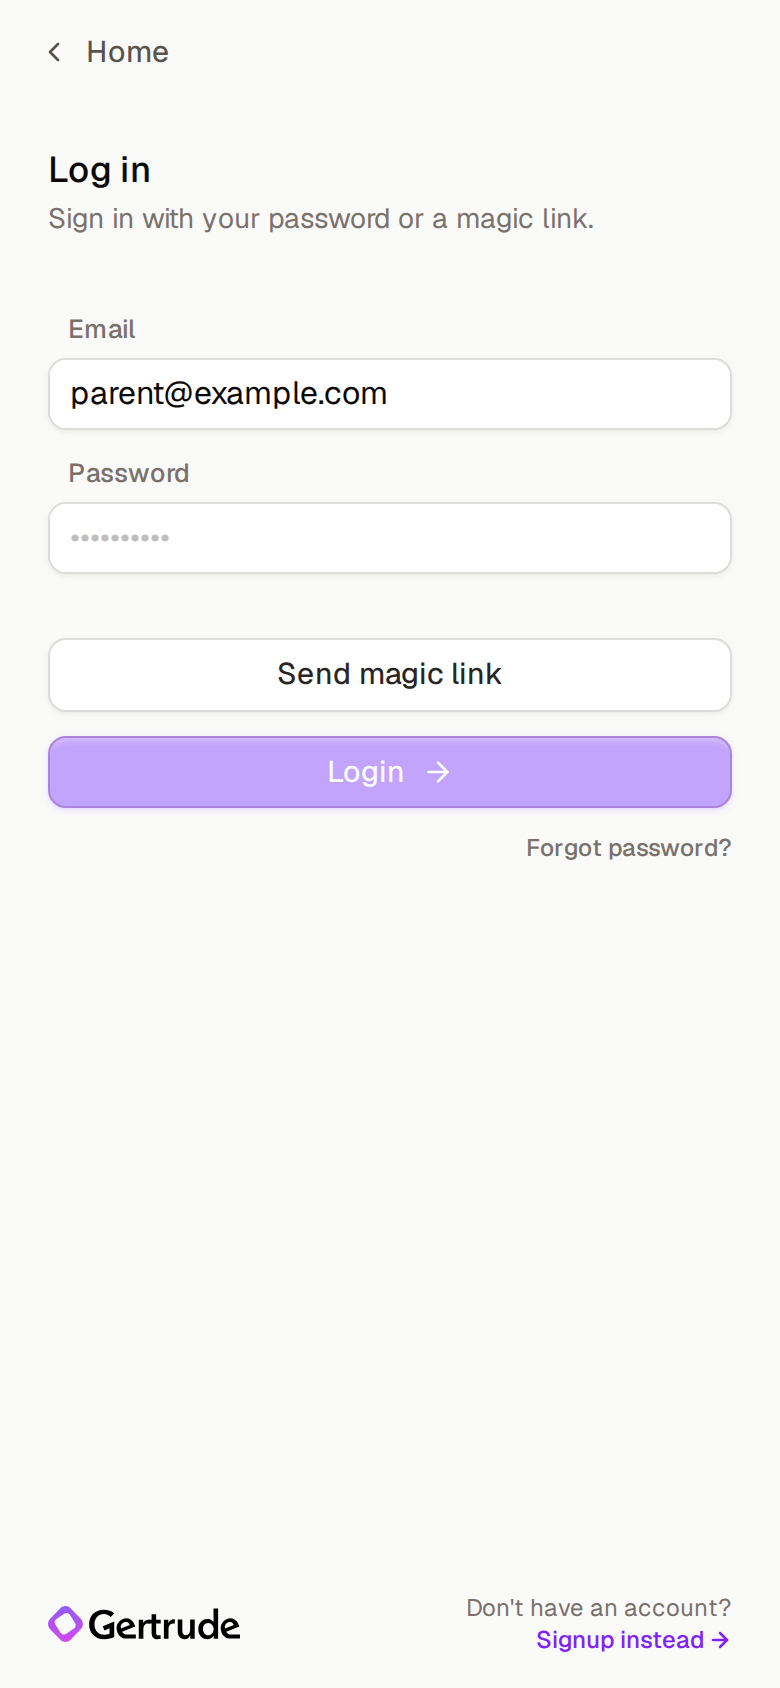 Home
Log in
Sign in with your password or a magic link.
Email
parent@example.com
Password
••••••••••
Send magic link
Login →
Forgot password?
Gertrude
Don't have an account?
Signup instead →